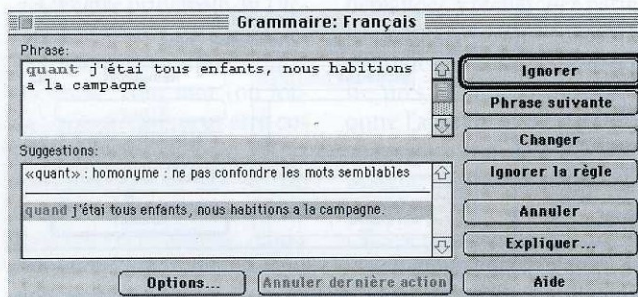 Grammaire: Français
Phrase:
quant j'étai tous enfants, nous habitions
a la campagne
Ignorer
Phrase suivante
Changer
Suggestions:
«quant» : homonyme : ne pas confondre les mots semblables
quand j'étai tous enfants, nous habitions a la campagne.
Ignorer la règle
Annuler
Expliquer...
Options...
Annuler dernière action
Aide